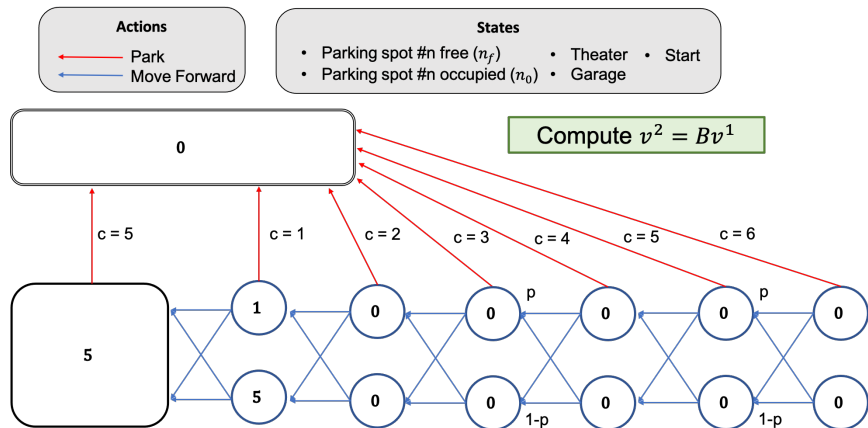 Actions
Park
Move Forward
States
• Parking spot #n free (n_f)
• Parking spot #n occupied (n_0)
• Theater
• Garage
• Start
0
Compute v² = Bv¹
c = 5
c = 1
c = 2
c = 3
c = 4
c = 5
c = 6
p
p
1
0
0
0
0
0
5
5
0
0
0
0
0
1-p
1-p